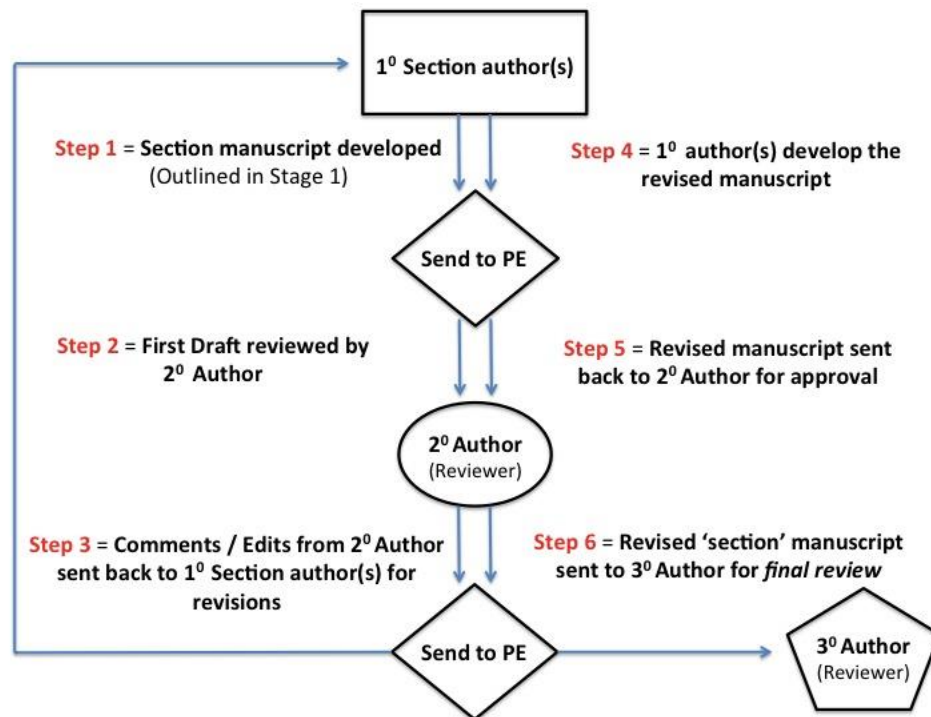 1⁰ Section author(s)
Step 1 = Section manuscript developed
(Outlined in Stage 1)
Step 4 = 1⁰ author(s) develop the
revised manuscript
Send to PE
Step 2 = First Draft reviewed by
2⁰ Author
Step 5 = Revised manuscript sent
back to 2⁰ Author for approval
2⁰ Author
(Reviewer)
Step 3 = Comments / Edits from 2⁰ Author
sent back to 1⁰ Section author(s) for
revisions
Step 6 = Revised ‘section’ manuscript
sent to 3⁰ Author for final review
Send to PE
3⁰ Author
(Reviewer)